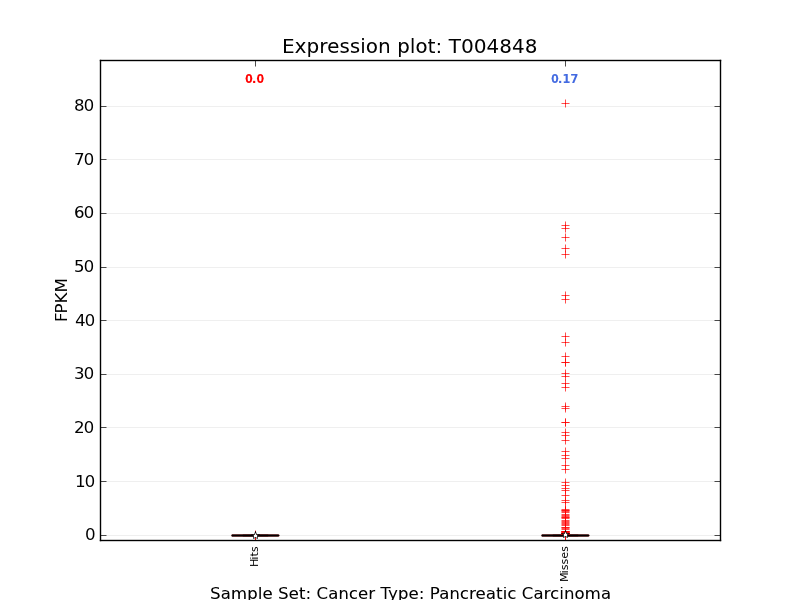 Expression plot: T004848
0.0
0.17
80
70
60
50
40
30
20
10
0
FPKM
Hits
Misses
Sample Set: Cancer Type: Pancreatic Carcinoma